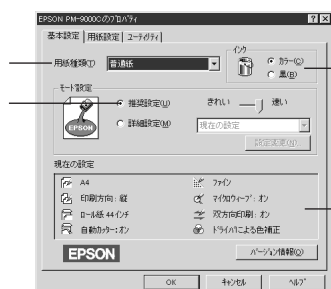 EPSON PM-9000Cのプロパティ
基本設定 用紙設定 ユーティリティ
用紙種類(T) 普通紙
インク
カラー(C)
黒(B)
モード設定
EPSON
推奨設定(U)
きれい 速い
詳細設定(M)
現在の設定
設定変更(N)
現在の設定
A4 ファイン
印刷方向：縦 マイクロウィーブ：オン
ロール紙 44インチ 双方向印刷：オン
自動カッター：オン ドライバによる色補正
EPSON
バージョン情報(O)
OK キャンセル ヘルプ